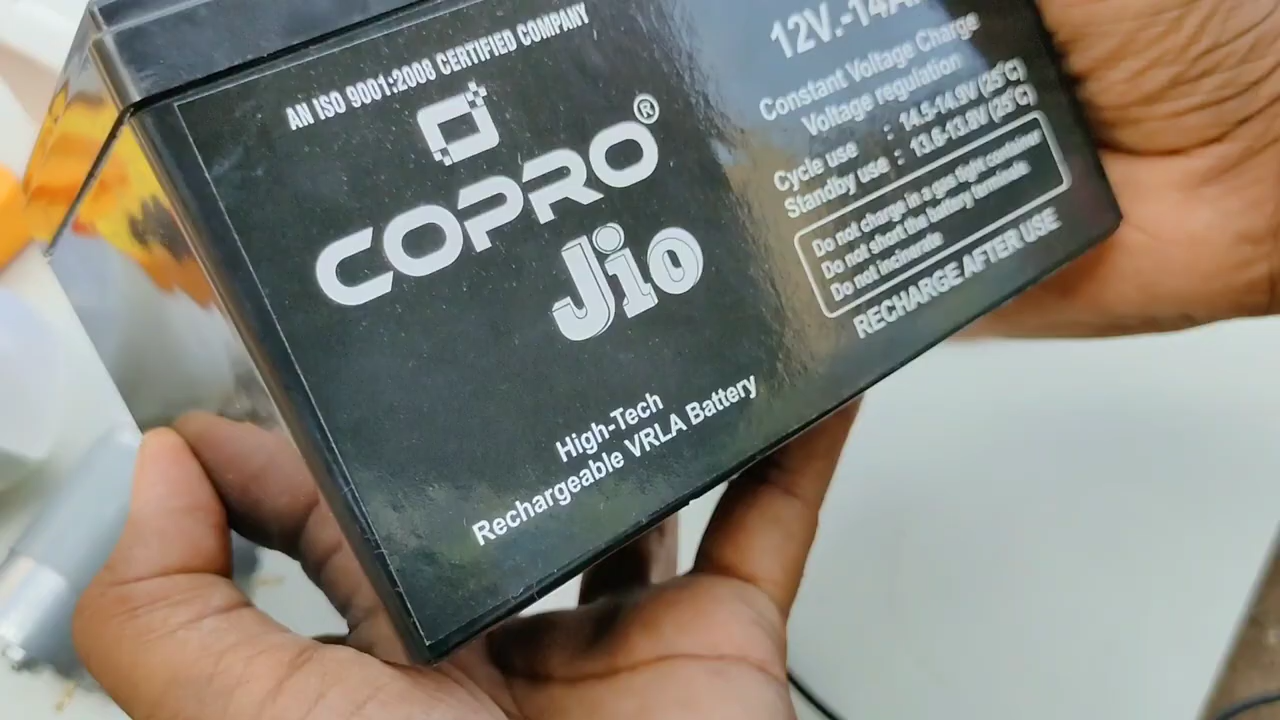 AN ISO 9001:2008 CERTIFIED COMPANY
COPRO®
Jio
High-Tech
Rechargeable VRLA Battery
12V.-14A
Constant Voltage Charge
Voltage regulation
Cycle use : 14.5-14.9V (25°C)
Standby use : 13.6-13.8V (25°C)
Do not charge in a gas tight container
Do not short the battery terminals
Do not incinerate
RECHARGE AFTER USE